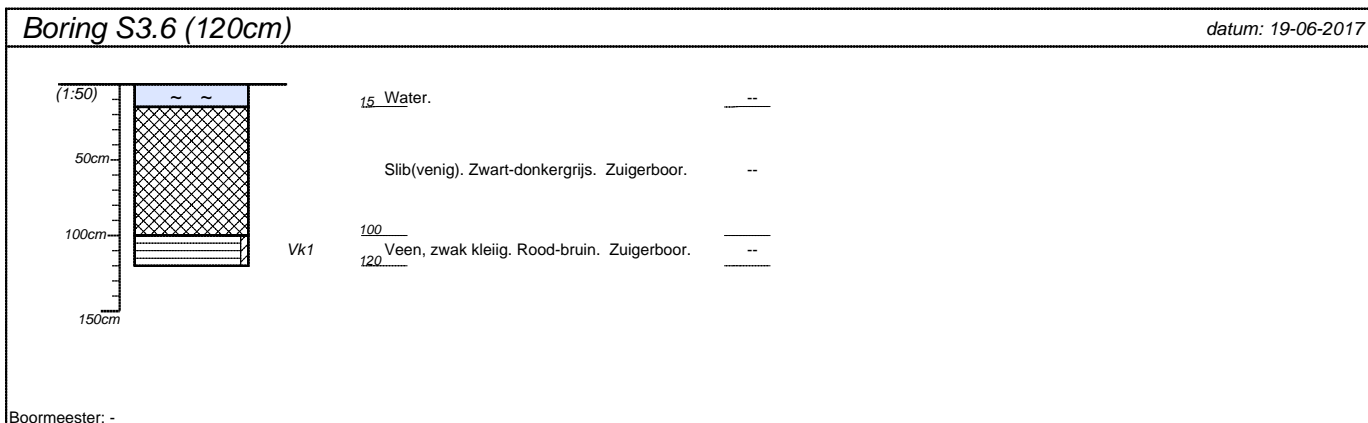 Boring S3.6 (120cm) datum: 19-06-2017
(1:50) ~ ~ 15 Water. --
50cm Slib(venig). Zwart-donkergrijs. Zuigerboor. --
100cm 100
Vk1 Veen, zwak kleiig. Rood-bruin. Zuigerboor. --
120
150cm
Boormeester: -